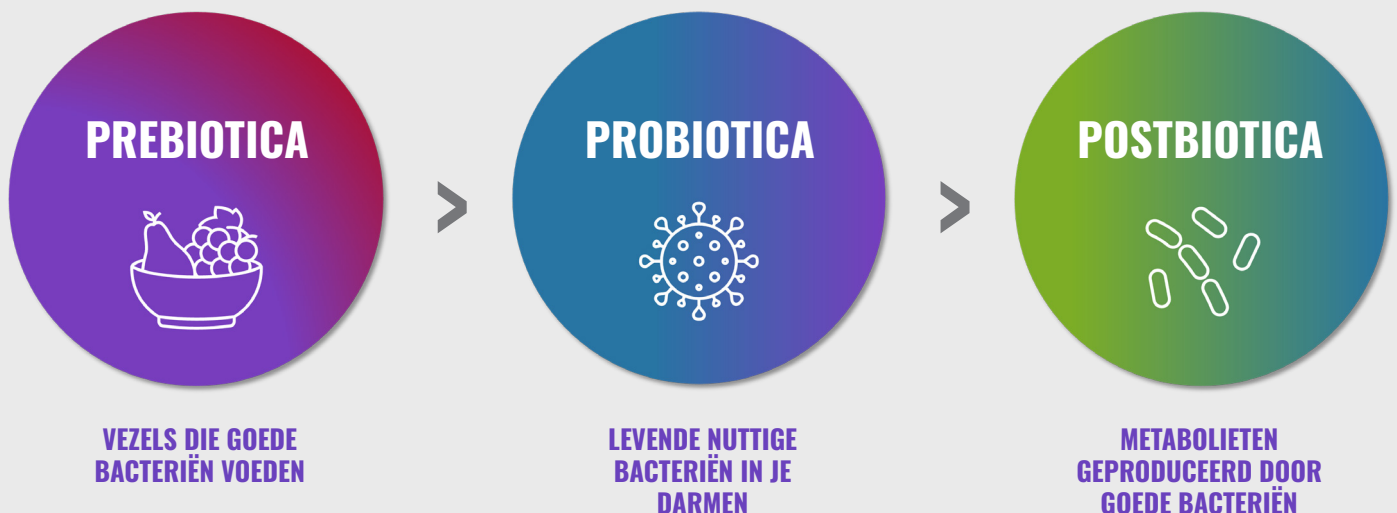 PREBIOTICA
VEZELS DIE GOEDE
BACTERIËN VOEDEN
>
PROBIOTICA
LEVENDE NUTTIGE
BACTERIËN IN JE
DARMEN
>
POSTBIOTICA
METABOLIETEN
GEPRODUCEERD DOOR
GOEDE BACTERIËN